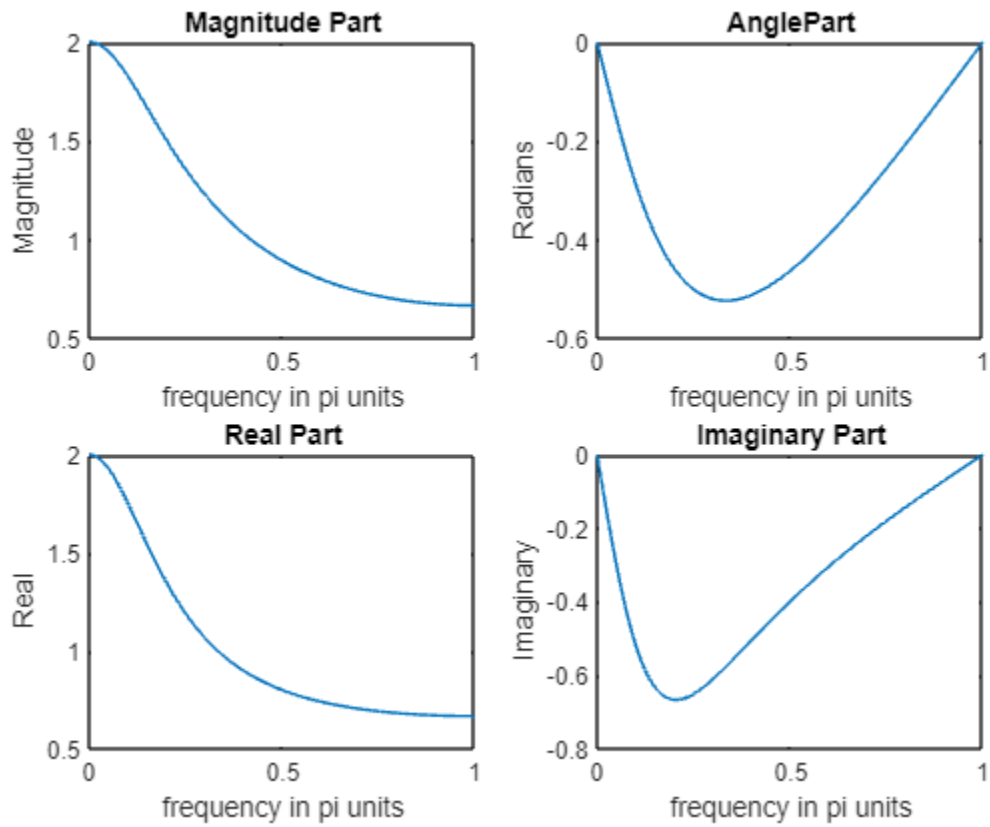 Magnitude Part
2
1.5
1
0.5
Magnitude
0
0.5
1
frequency in pi units
AnglePart
0
-0.2
-0.4
-0.6
Radians
0
0.5
1
frequency in pi units
Real Part
2
1.5
1
0.5
Real
0
0.5
1
frequency in pi units
Imaginary Part
0
-0.2
-0.4
-0.6
-0.8
Imaginary
0
0.5
1
frequency in pi units